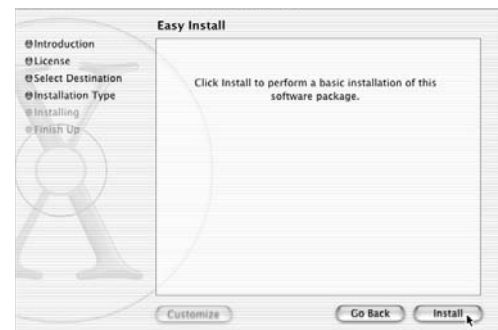 Easy Install
Introduction
License
Select Destination
Installation Type
Installing
Finish Up
Click Install to perform a basic installation of this
software package.
Customize
Go Back
Install